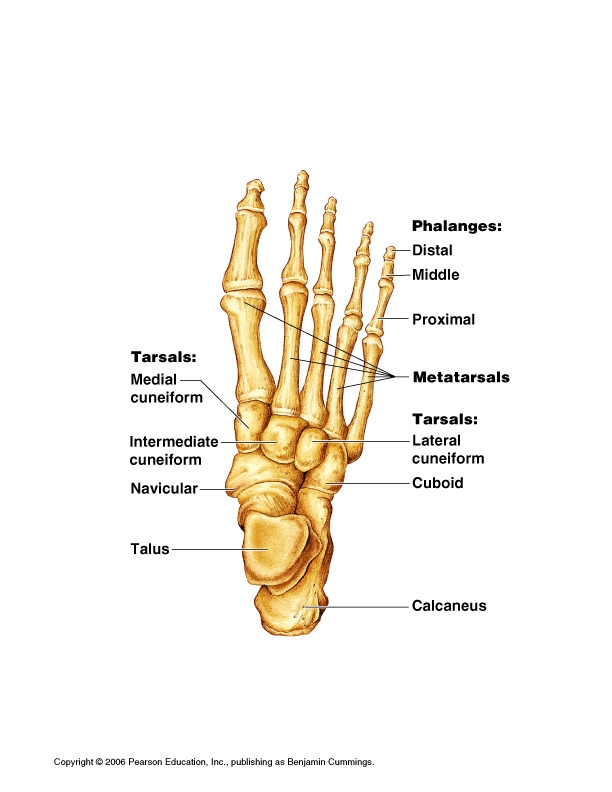 Phalanges:
Distal
Middle
Proximal
Metatarsals
Tarsals:
Medial
cuneiform
Intermediate
cuneiform
Navicular
Talus
Tarsals:
Lateral
cuneiform
Cuboid
Calcaneus
Copyright © 2006 Pearson Education, Inc., publishing as Benjamin Cummings.